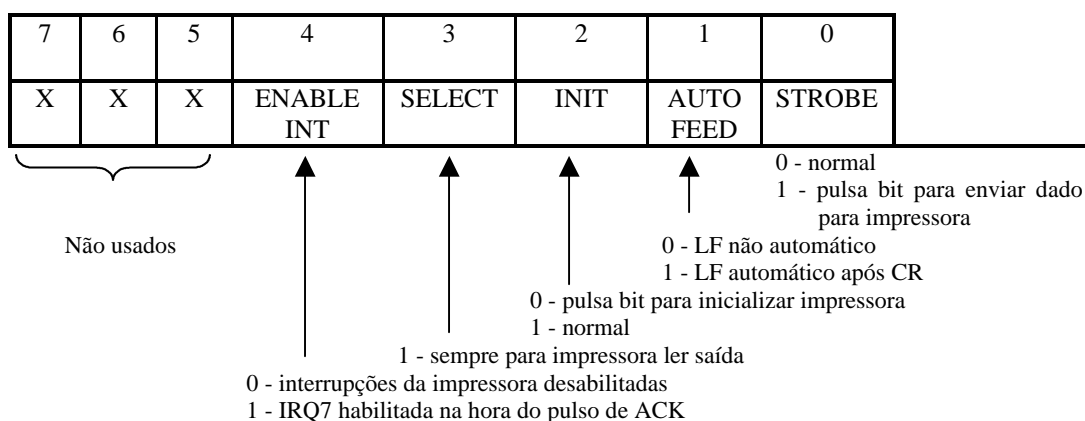 7 6 5 4 3 2 1 0
X X X ENABLE INT SELECT INIT AUTO FEED STROBE
0 - normal
1 - pulsa bit para enviar dado
para impressora
Não usados
0 - LF não automático
1 - LF automático após CR
0 - pulsa bit para inicializar impressora
1 - normal
1 - sempre para impressora ler saída
0 - interrupções da impressora desabilitadas
1 - IRQ7 habilitada na hora do pulso de ACK